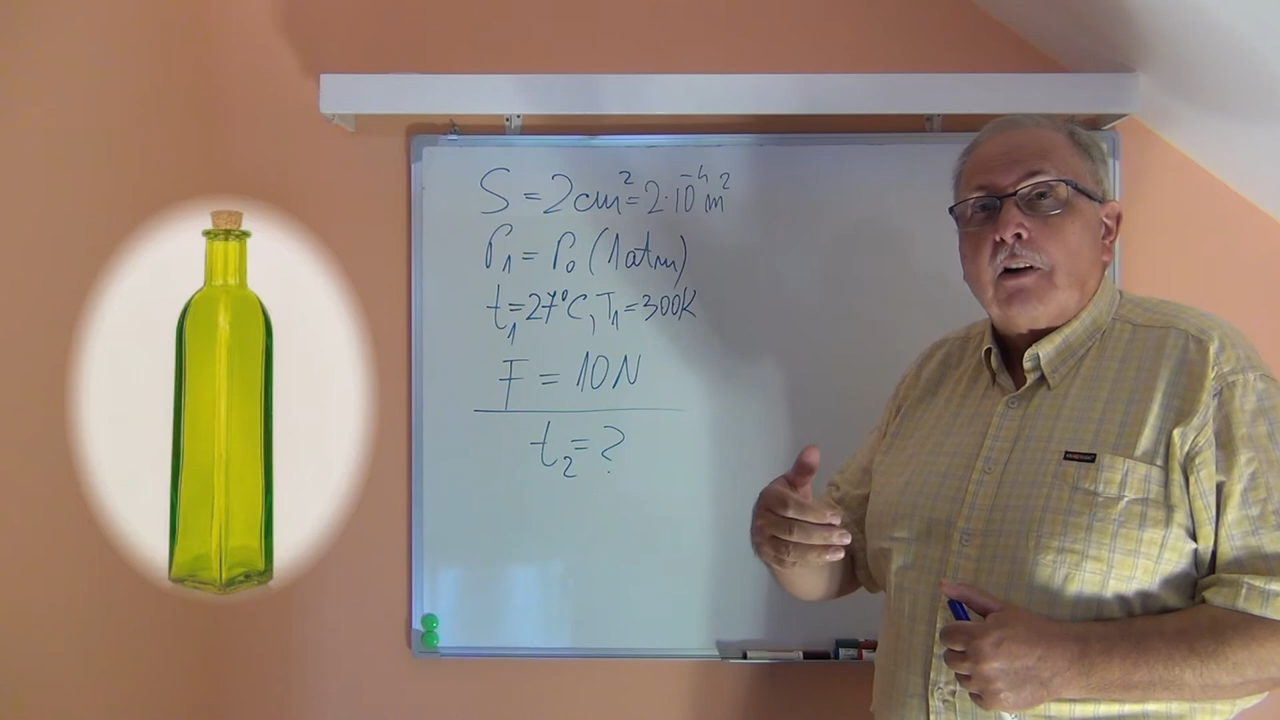 S = 2cm² = 2·10⁻⁴m²
P₁ = P₀ (1atm)
t₁=27°C, T₁=300K
F = 10N
t₂=?